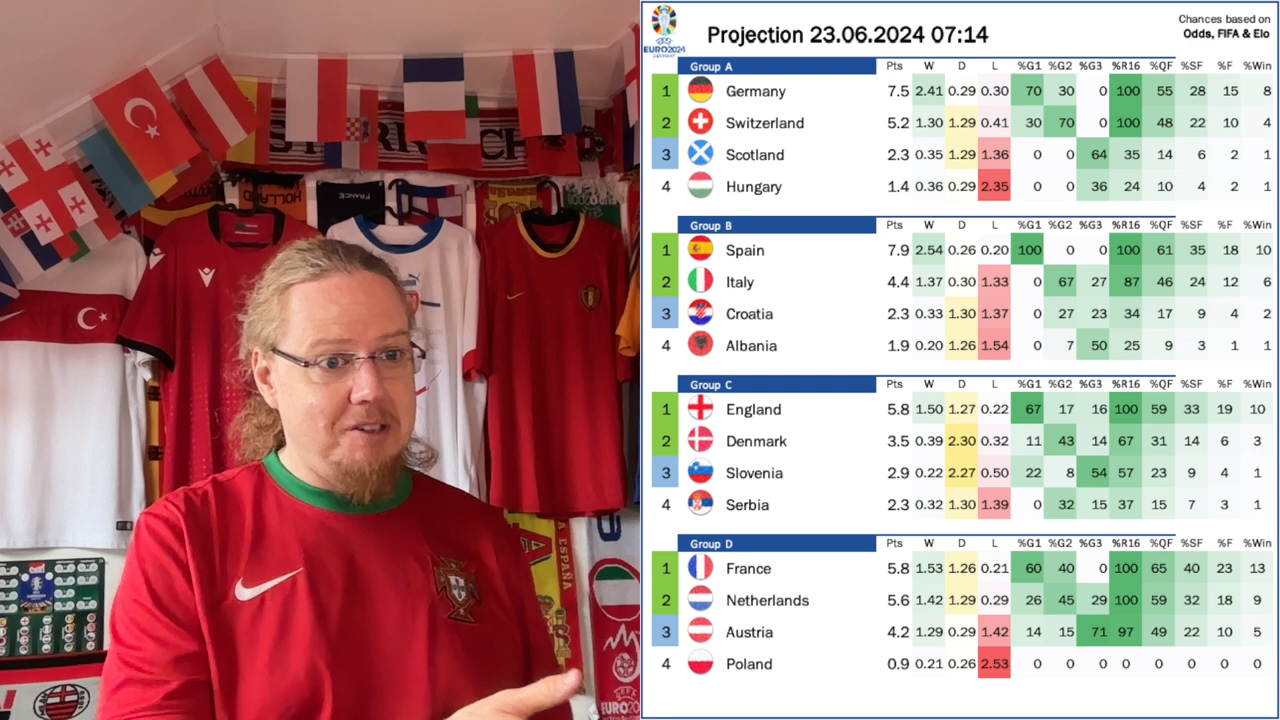 HOLLAND
FRANCE
ESPAÑA
EURO20
EURO2024
GERMANY
Projection 23.06.2024 07:14
Chances based on
Odds, FIFA & Elo
Group A Pts W D L %G1 %G2 %G3 %R16 %QF %SF %F %Win
1 Germany 7.5 2.41 0.29 0.30 70 30 0 100 55 28 15 8
2 Switzerland 5.2 1.30 1.29 0.41 30 70 0 100 48 22 10 4
3 Scotland 2.3 0.35 1.29 1.36 0 0 64 35 14 6 2 1
4 Hungary 1.4 0.36 0.29 2.35 0 0 36 24 10 4 2 1
Group B Pts W D L %G1 %G2 %G3 %R16 %QF %SF %F %Win
1 Spain 7.9 2.54 0.26 0.20 100 0 0 100 61 35 18 10
2 Italy 4.4 1.37 0.30 1.33 0 67 27 87 46 24 12 6
3 Croatia 2.3 0.33 1.30 1.37 0 27 23 34 17 9 4 2
4 Albania 1.9 0.20 1.26 1.54 0 7 50 25 9 3 1 1
Group C Pts W D L %G1 %G2 %G3 %R16 %QF %SF %F %Win
1 England 5.8 1.50 1.27 0.22 67 17 16 100 59 33 19 10
2 Denmark 3.5 0.39 2.30 0.32 11 43 14 67 31 14 6 3
3 Slovenia 2.9 0.22 2.27 0.50 22 8 54 57 23 9 4 1
4 Serbia 2.3 0.32 1.30 1.39 0 32 15 37 15 7 3 1
Group D Pts W D L %G1 %G2 %G3 %R16 %QF %SF %F %Win
1 France 5.8 1.53 1.26 0.21 60 40 0 100 65 40 23 13
2 Netherlands 5.6 1.42 1.29 0.29 26 45 29 100 59 32 18 9
3 Austria 4.2 1.29 0.29 1.42 14 15 71 97 49 22 10 5
4 Poland 0.9 0.21 0.26 2.53 0 0 0 0 0 0 0 0